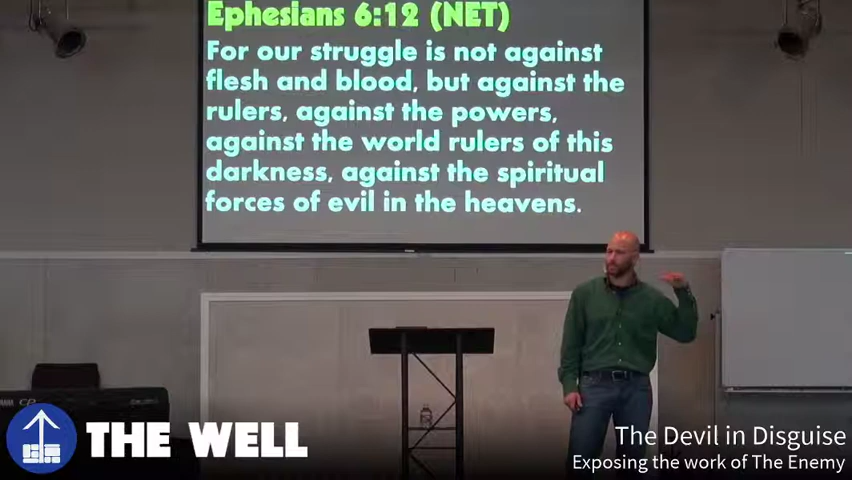 Ephesians 6:12 (NET)
For our struggle is not against
flesh and blood, but against the
rulers, against the powers,
against the world rulers of this
darkness, against the spiritual
forces of evil in the heavens.
CP
THE WELL
The Devil in Disguise
Exposing the work of The Enemy